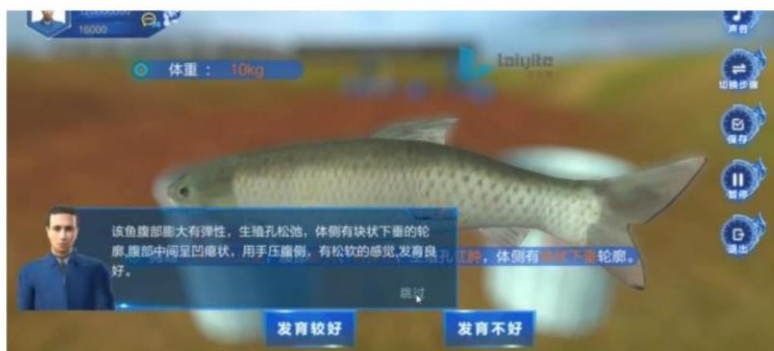 16000
声音
体重： 10kg
laiyite
切换步骤
保存
暂停
退出
该鱼腹部膨大有弹性，生殖孔松弛，体侧有块状下垂的轮
廓,腹部中间呈凹瘪状，用手压腹侧，有松软的感觉,发育良
好。
生殖孔红肿，体侧有块状下垂轮廓。
跳过
发育较好 发育不好